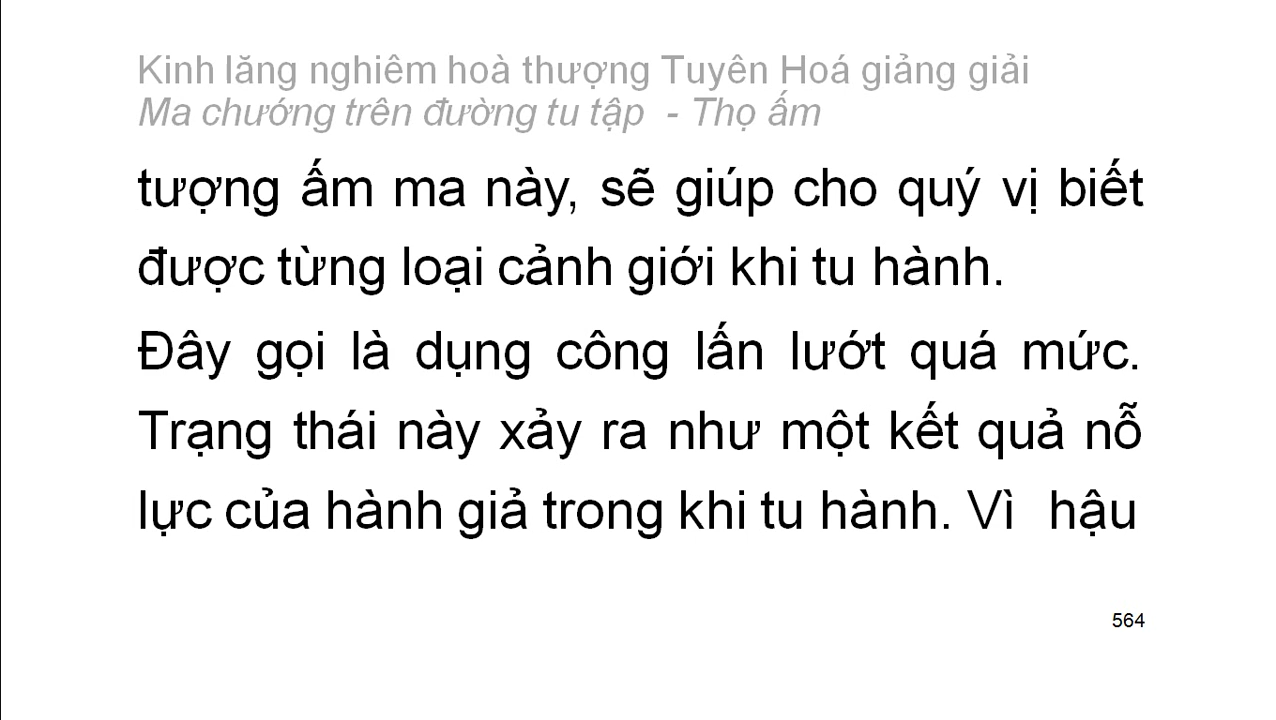 Kinh lăng nghiêm hoà thượng Tuyên Hoá giảng giải
Ma chướng trên đường tu tập - Thọ ấm
tượng ấm ma này, sẽ giúp cho quý vị biết
được từng loại cảnh giới khi tu hành.
Đây gọi là dụng công lấn lướt quá mức.
Trạng thái này xảy ra như một kết quả nỗ
lực của hành giả trong khi tu hành. Vì hậu
564